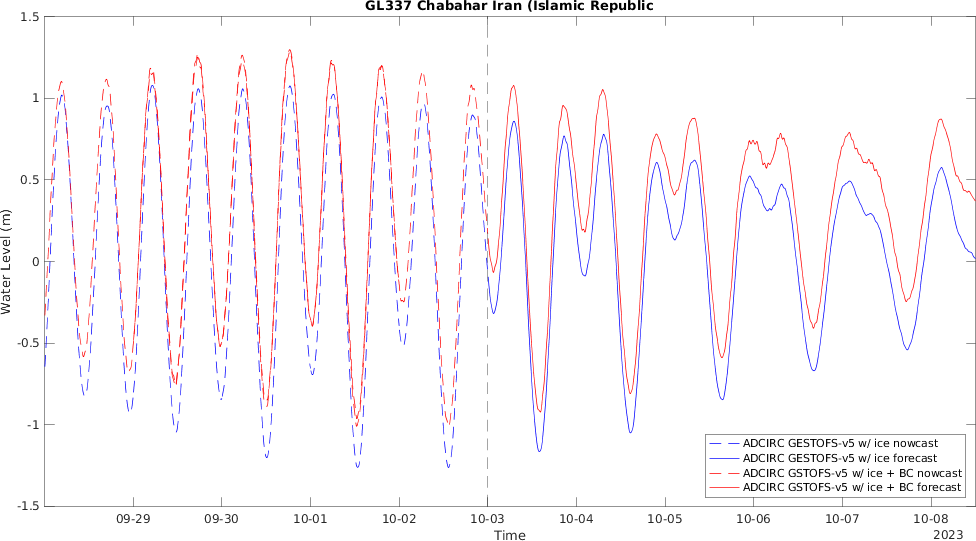 GL337 Chabahar Iran (Islamic Republic
1.5
1
0.5
0
-0.5
-1
-1.5
Water Level (m)
ADCIRC GESTOFS-v5 w/ ice nowcast
ADCIRC GESTOFS-v5 w/ ice forecast
ADCIRC GSTOFS-v5 w/ ice + BC nowcast
ADCIRC GSTOFS-v5 w/ ice + BC forecast
09-29 09-30 10-01 10-02 10-03 10-04 10-05 10-06 10-07 10-08
Time 2023